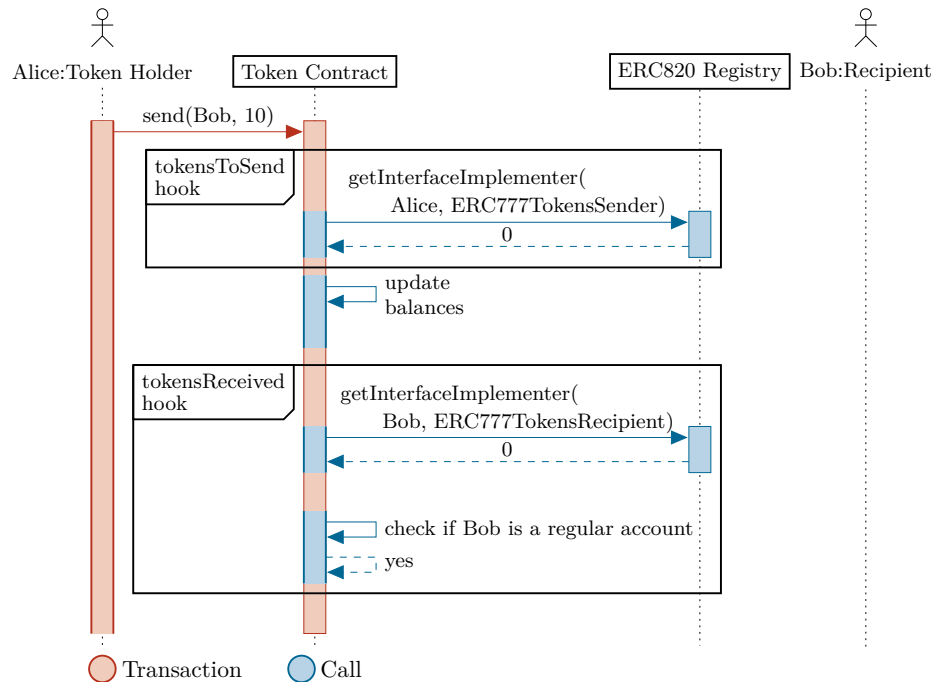 Alice:Token Holder
Token Contract
ERC820 Registry
Bob:Recipient
send(Bob, 10)
tokensToSend
hook
getInterfaceImplementer(
Alice, ERC777TokensSender)
0
update
balances
tokensReceived
hook
getInterfaceImplementer(
Bob, ERC777TokensRecipient)
0
check if Bob is a regular account
yes
Transaction
Call